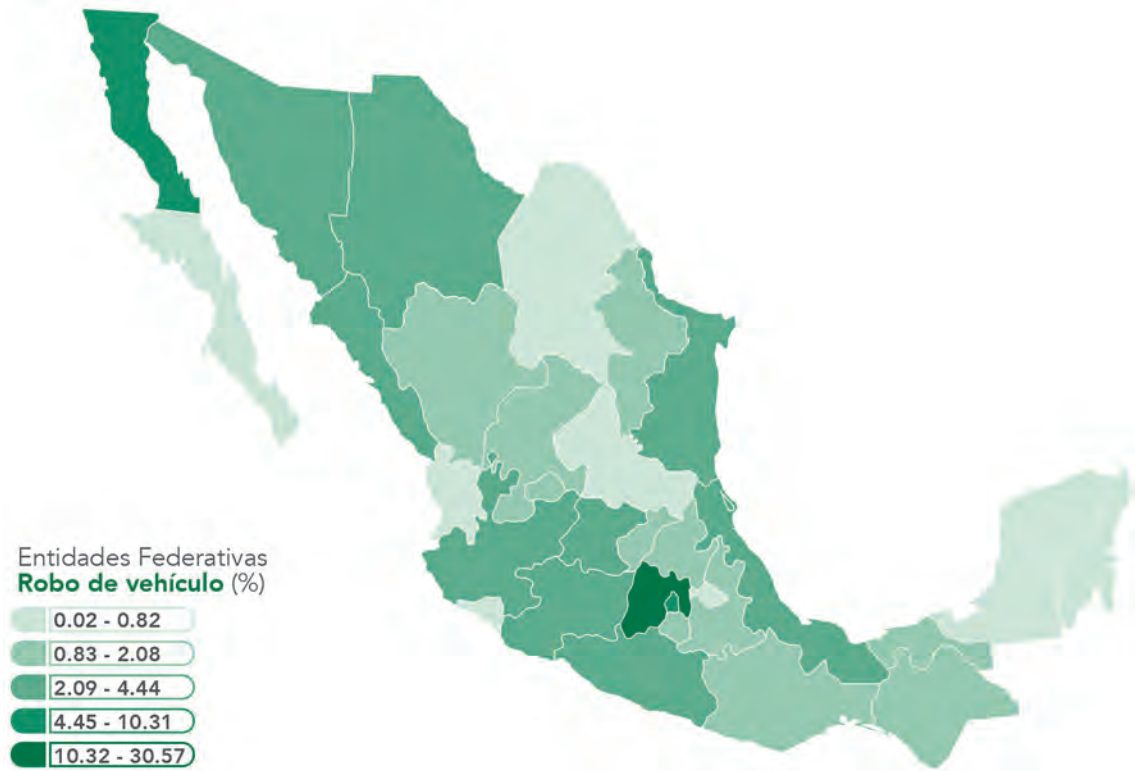 Entidades Federativas
Robo de vehículo (%)
0.02 - 0.82
0.83 - 2.08
2.09 - 4.44
4.45 - 10.31
10.32 - 30.57